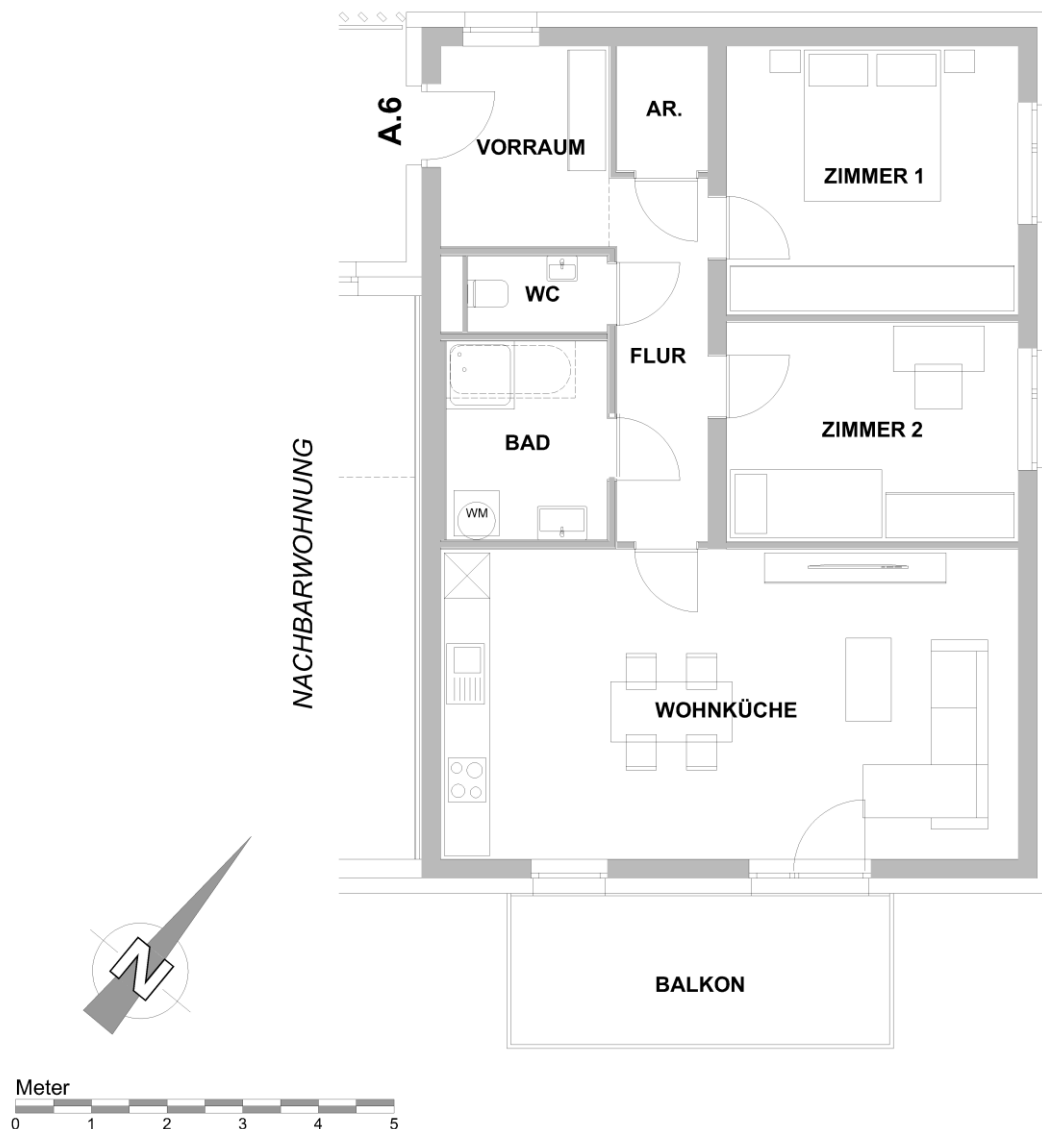 A.6
VORRAUM
AR.
ZIMMER 1
WC
FLUR
ZIMMER 2
BAD
WM
NACHBARWOHNUNG
WOHNKÜCHE
BALKON
N
Meter
0 1 2 3 4 5